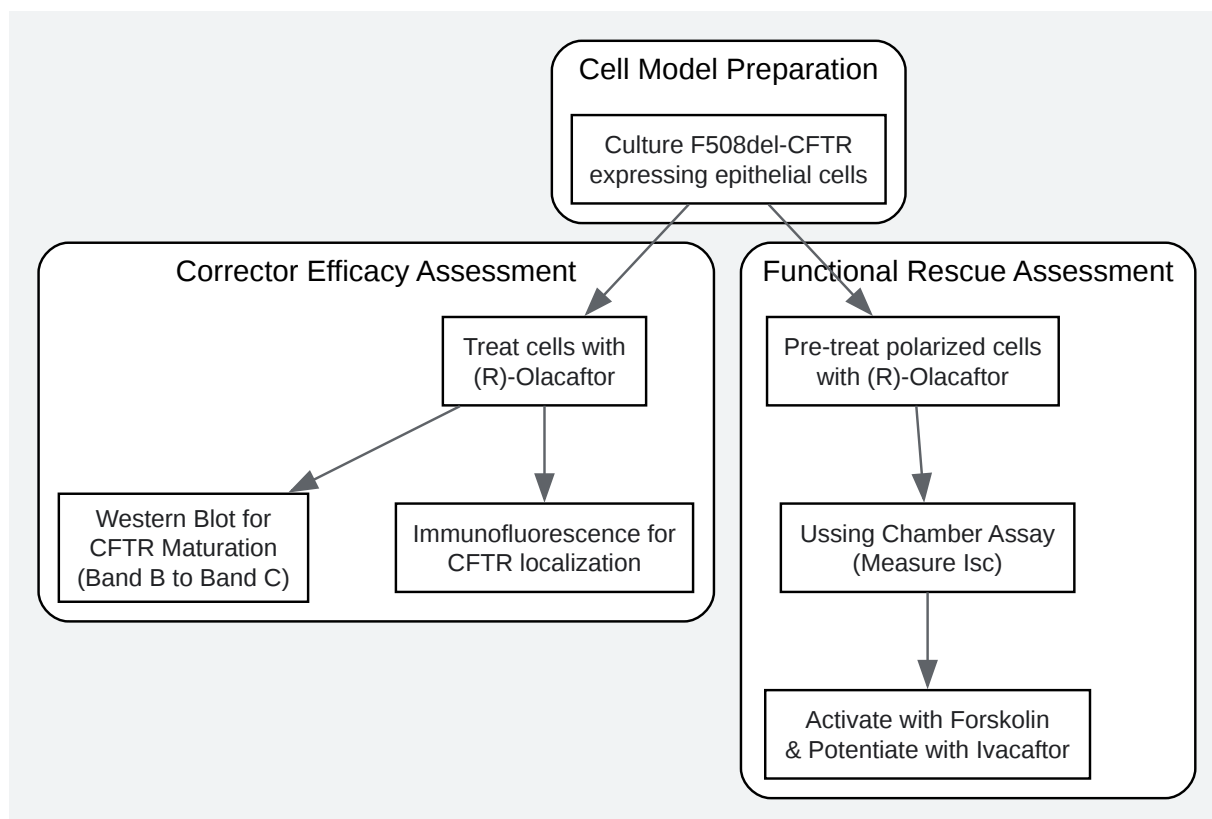 Cell Model Preparation
Culture F508del-CFTR
expressing epithelial cells
Corrector Efficacy Assessment
Treat cells with
(R)-Olacaftor
Western Blot for
CFTR Maturation
(Band B to Band C)
Immunofluorescence for
CFTR localization
Functional Rescue Assessment
Pre-treat polarized cells
with (R)-Olacaftor
Ussing Chamber Assay
(Measure Isc)
Activate with Forskolin
& Potentiate with Ivacaftor